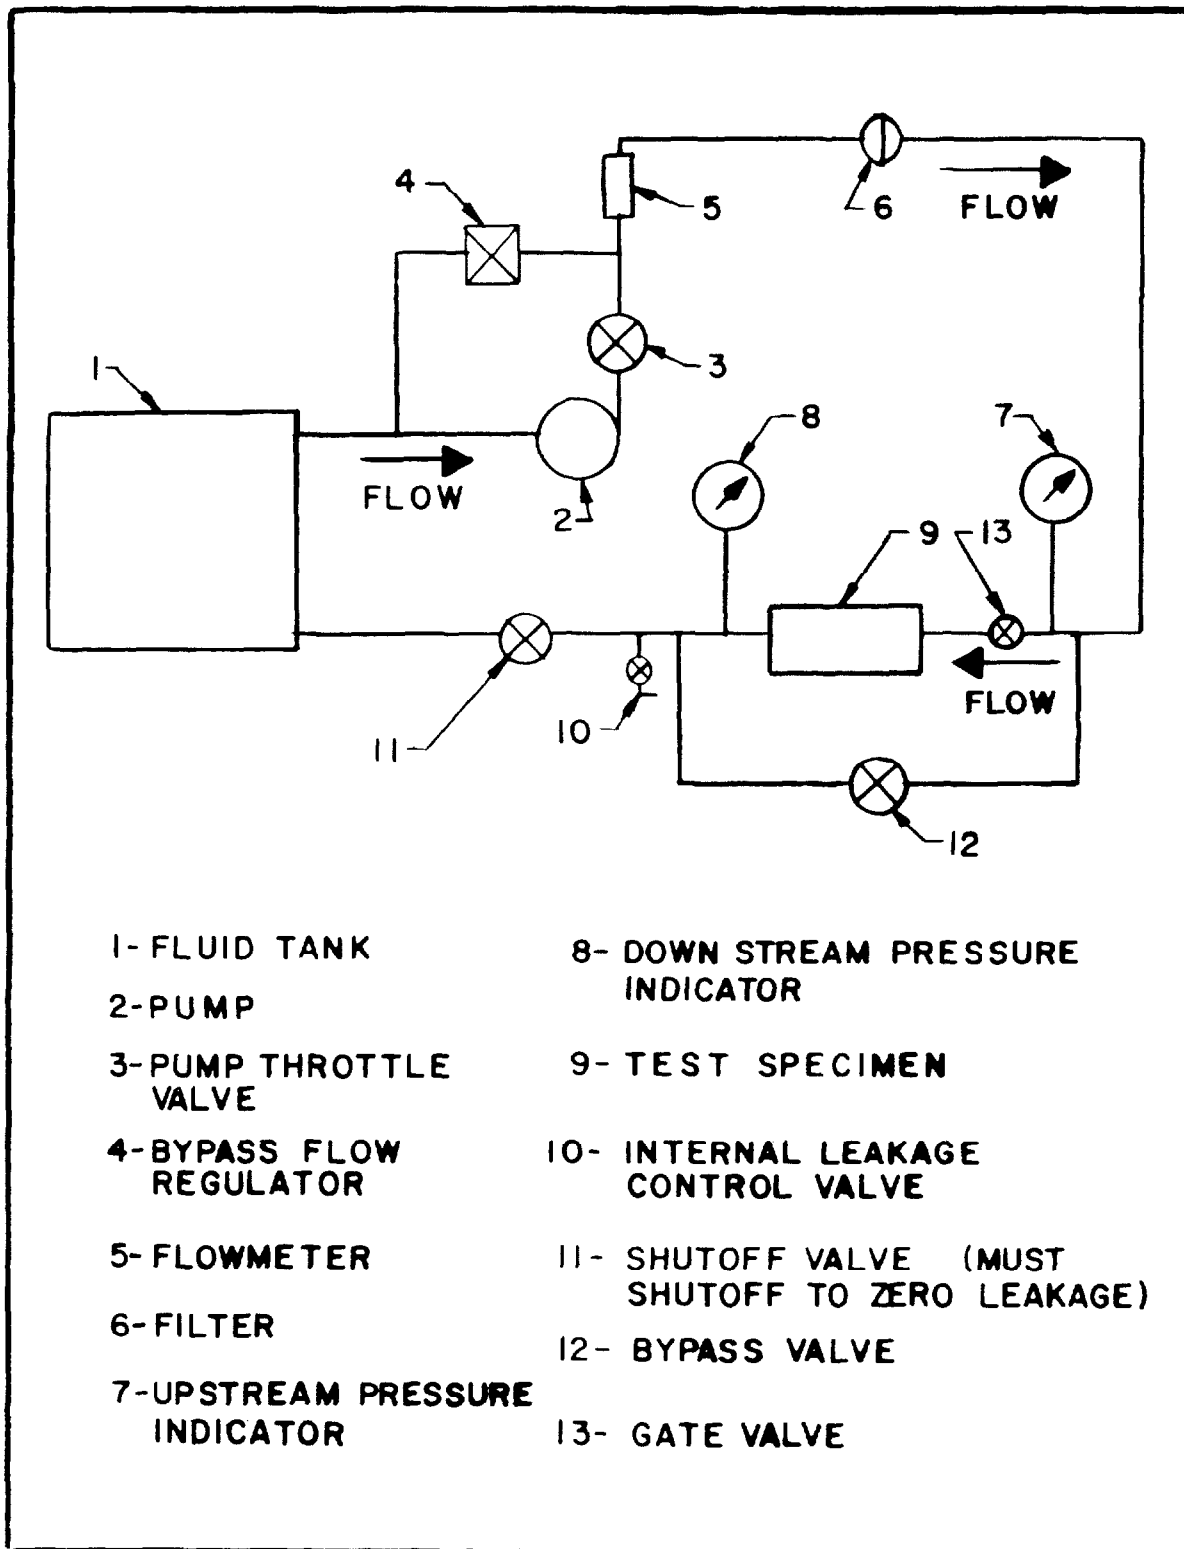 4
5
6
FLOW
1
3
8
7
FLOW
2
9
13
10
FLOW
11
12
1- FLUID TANK
2- PUMP
3- PUMP THROTTLE
VALVE
4- BYPASS FLOW
REGULATOR
5- FLOWMETER
6- FILTER
7- UPSTREAM PRESSURE
INDICATOR
8- DOWN STREAM PRESSURE
INDICATOR
9- TEST SPECIMEN
10- INTERNAL LEAKAGE
CONTROL VALVE
11- SHUTOFF VALVE (MUST
SHUTOFF TO ZERO LEAKAGE)
12- BYPASS VALVE
13- GATE VALVE